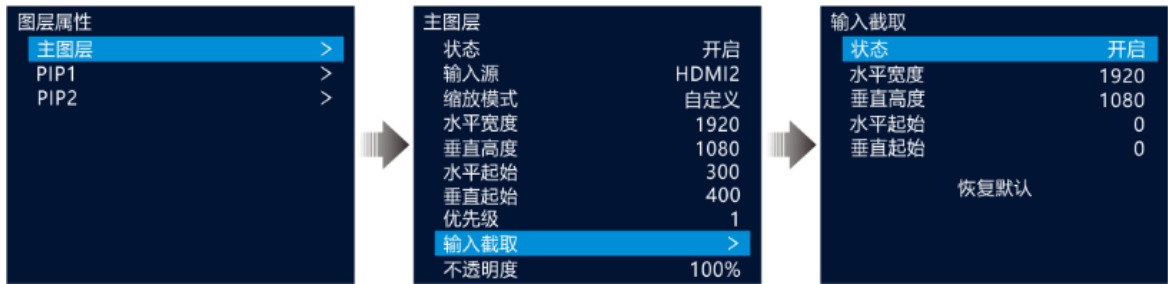 图层属性
主图层 >
PIP1 >
PIP2 >
主图层
状态 开启
输入源 HDMI2
缩放模式 自定义
水平宽度 1920
垂直高度 1080
水平起始 300
垂直起始 400
优先级 1
输入截取 >
不透明度 100%
输入截取
状态 开启
水平宽度 1920
垂直高度 1080
水平起始 0
垂直起始 0
恢复默认